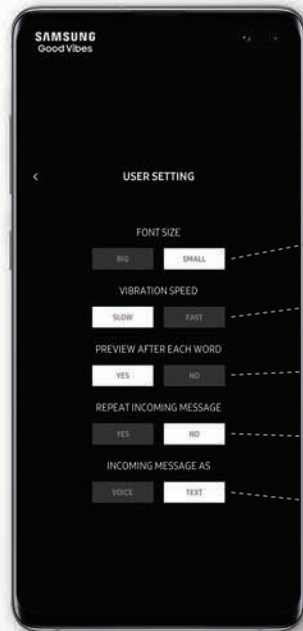 SAMSUNG
Good Vibes
USER SETTING
FONT SIZE
BIG SMALL
VIBRATION SPEED
SLOW FAST
PREVIEW AFTER EACH WORD
YES NO
REPEAT INCOMING MESSAGE
YES NO
INCOMING MESSAGE AS
VOICE TEXT